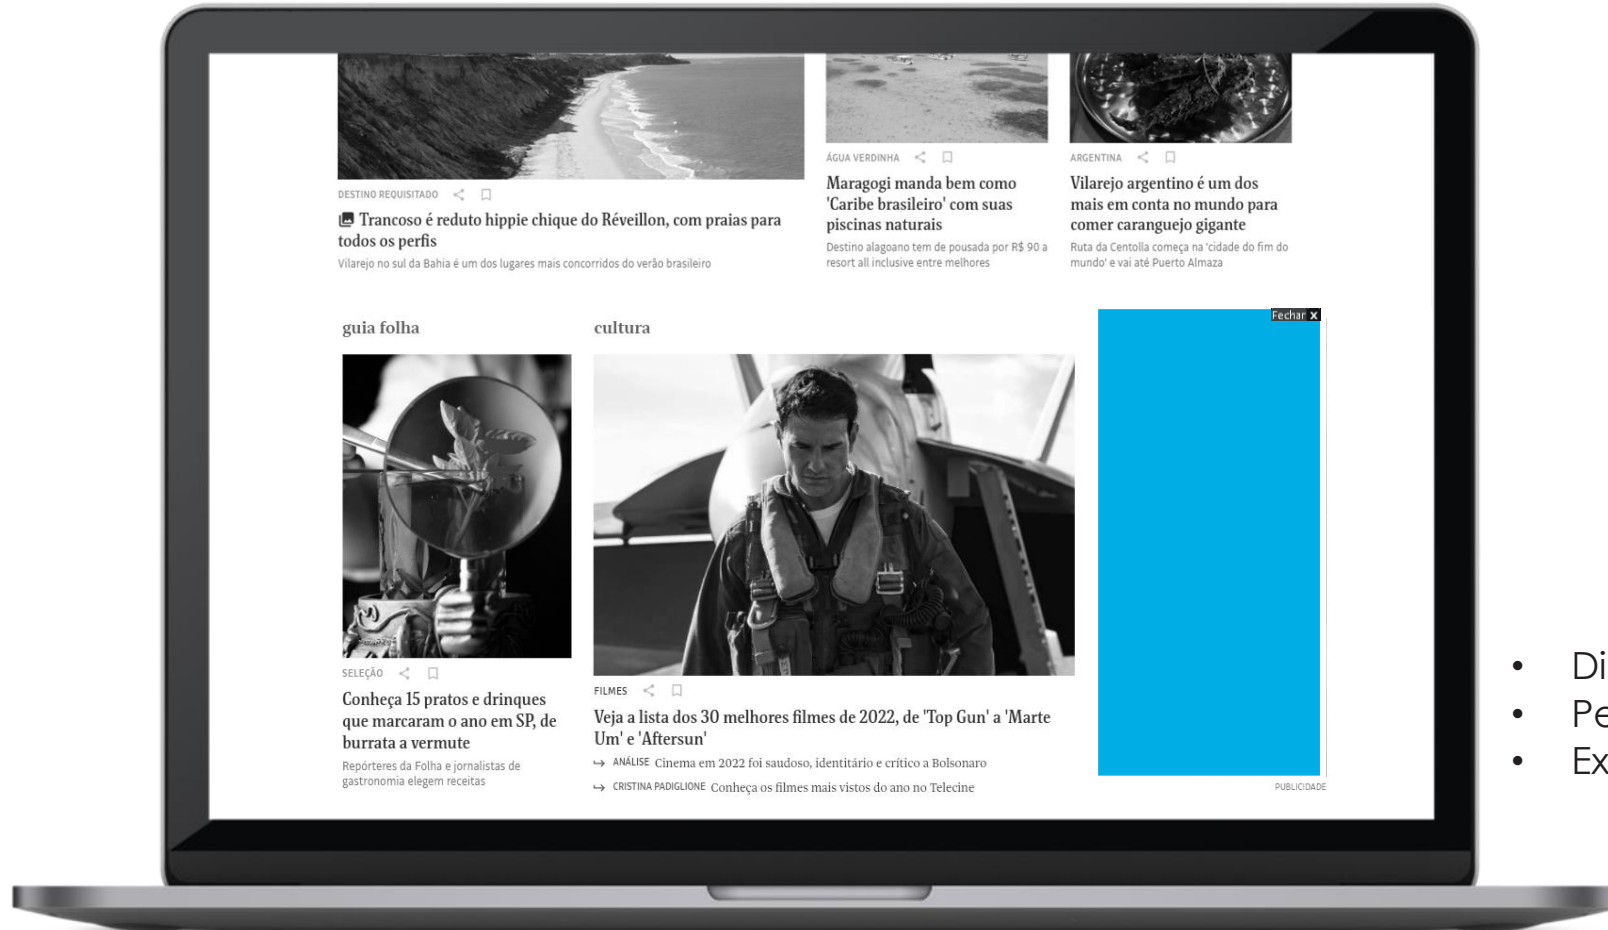 DESTINO REQUISITADO
Trancoso é reduto hippie chique do Réveillon, com praias para
todos os perfis
Vilarejo no sul da Bahia é um dos lugares mais concorridos do verão brasileiro
ÁGUA VERDINHA
Maragogi manda bem como
'Caribe brasileiro' com suas
piscinas naturais
Destino alagoano tem de pousada por R$ 90 a
resort all inclusive entre melhores
ARGENTINA
Vilarejo argentino é um dos
mais em conta no mundo para
comer caranguejo gigante
Ruta da Centolla começa na 'cidade do fim do
mundo' e vai até Puerto Almaza
guia folha
SELEÇÃO
Conheça 15 pratos e drinques
que marcaram o ano em SP, de
burrata a vermute
Repórteres da Folha e jornalistas de
gastronomia elegem receitas
cultura
FILMES
Veja a lista dos 30 melhores filmes de 2022, de 'Top Gun' a 'Marte
Um' e 'Aftersun'
↪ ANÁLISE Cinema em 2022 foi saudoso, identitário e crítico a Bolsonaro
↪ CRISTINA PADIGLIONE Conheça os filmes mais vistos do ano no Telecine
Fechar X
PUBLICIDADE
• Di
• Pe
• Ex